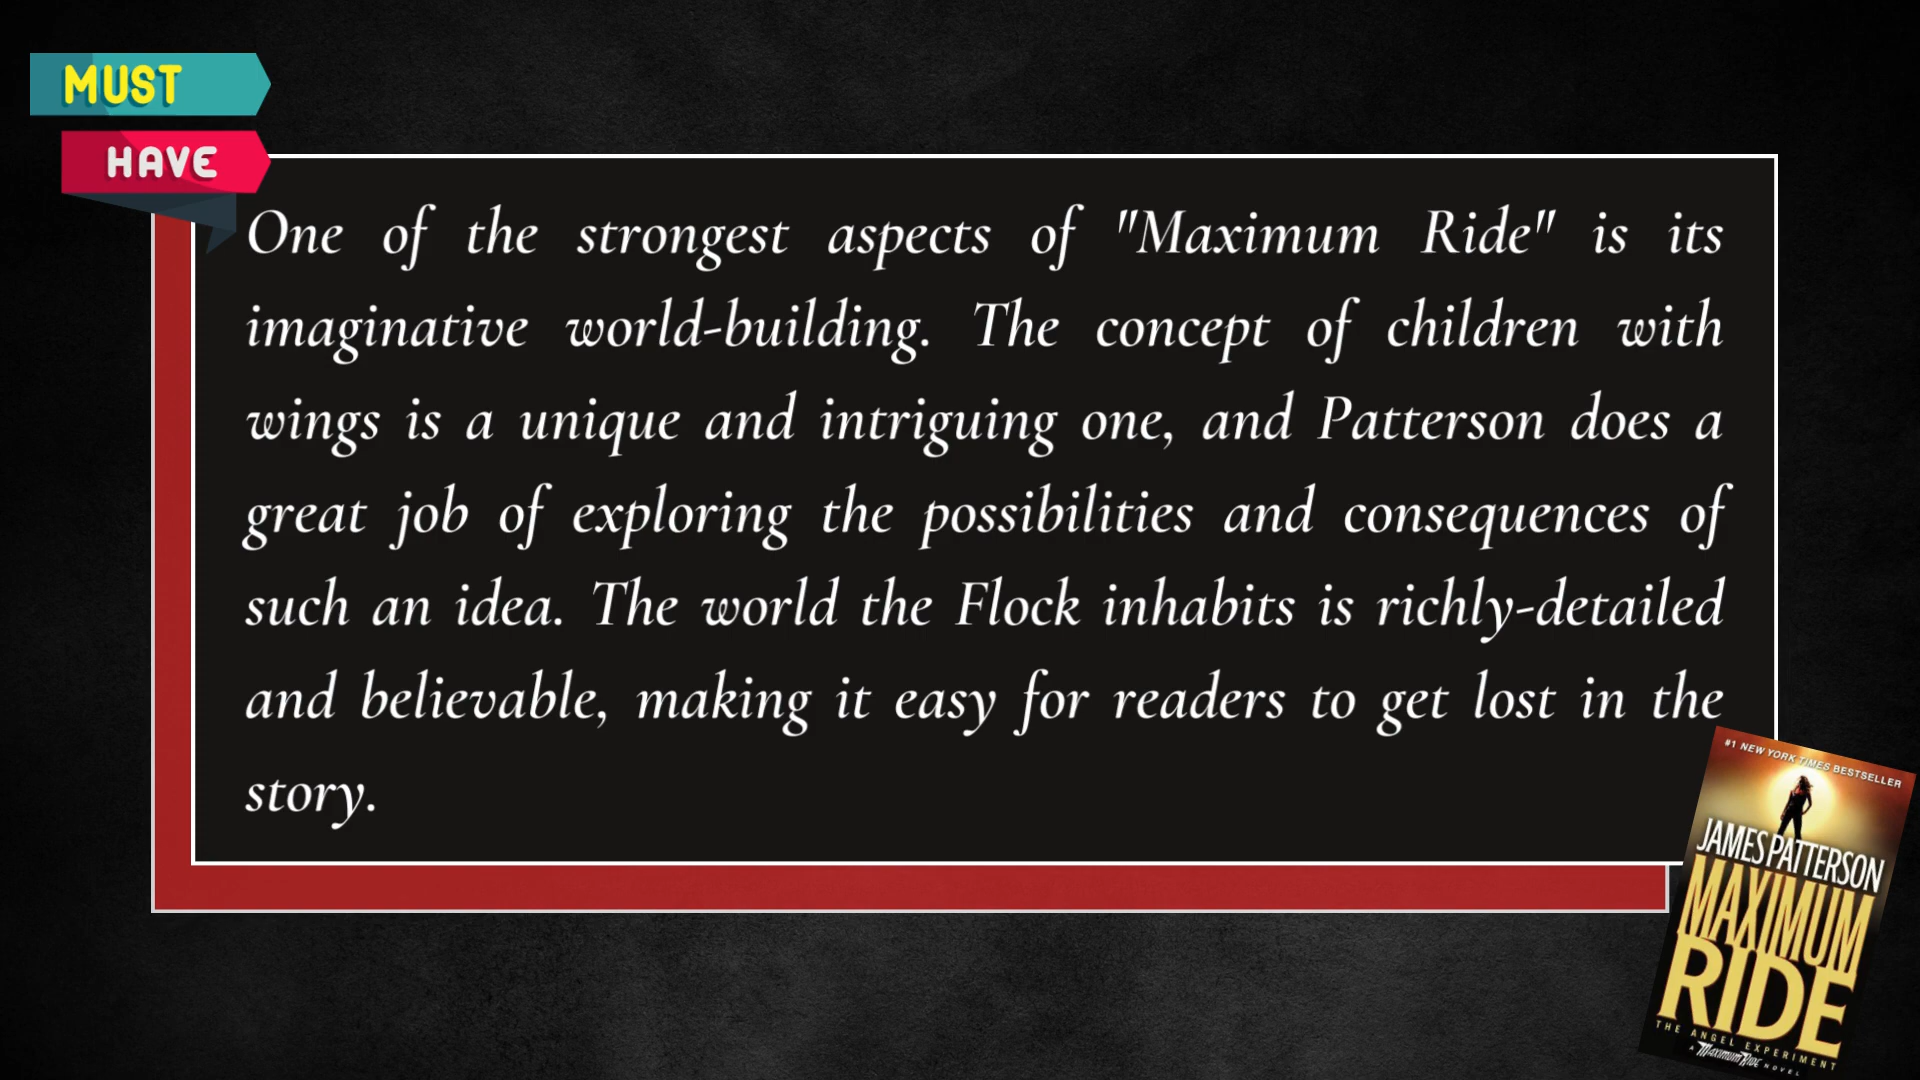 MUST
HAVE
One of the strongest aspects of "Maximum Ride" is its
imaginative world-building. The concept of children with
wings is a unique and intriguing one, and Patterson does a
great job of exploring the possibilities and consequences of
such an idea. The world the Flock inhabits is richly-detailed
and believable, making it easy for readers to get lost in the
story.
#1 NEW YORK TIMES BESTSELLER
JAMES PATTERSON
MAXIMUM
RIDE
THE ANGEL EXPERIMENT
A MAXIMUM RIDE NOVEL